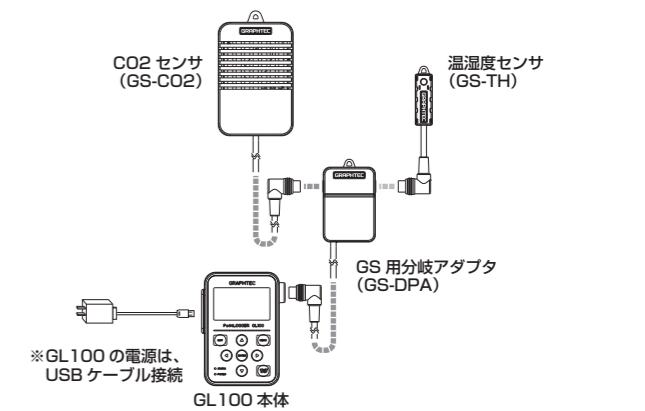 GRAPHTEC
CO2 センサ
（GS-CO2）
温湿度センサ
（GS-TH）
GRAPHTEC
GRAPHTEC
GS 用分岐アダプタ
（GS-DPA）
GRAPHTEC
※GL100 の電源は、
USB ケーブル接続
GL100 本体